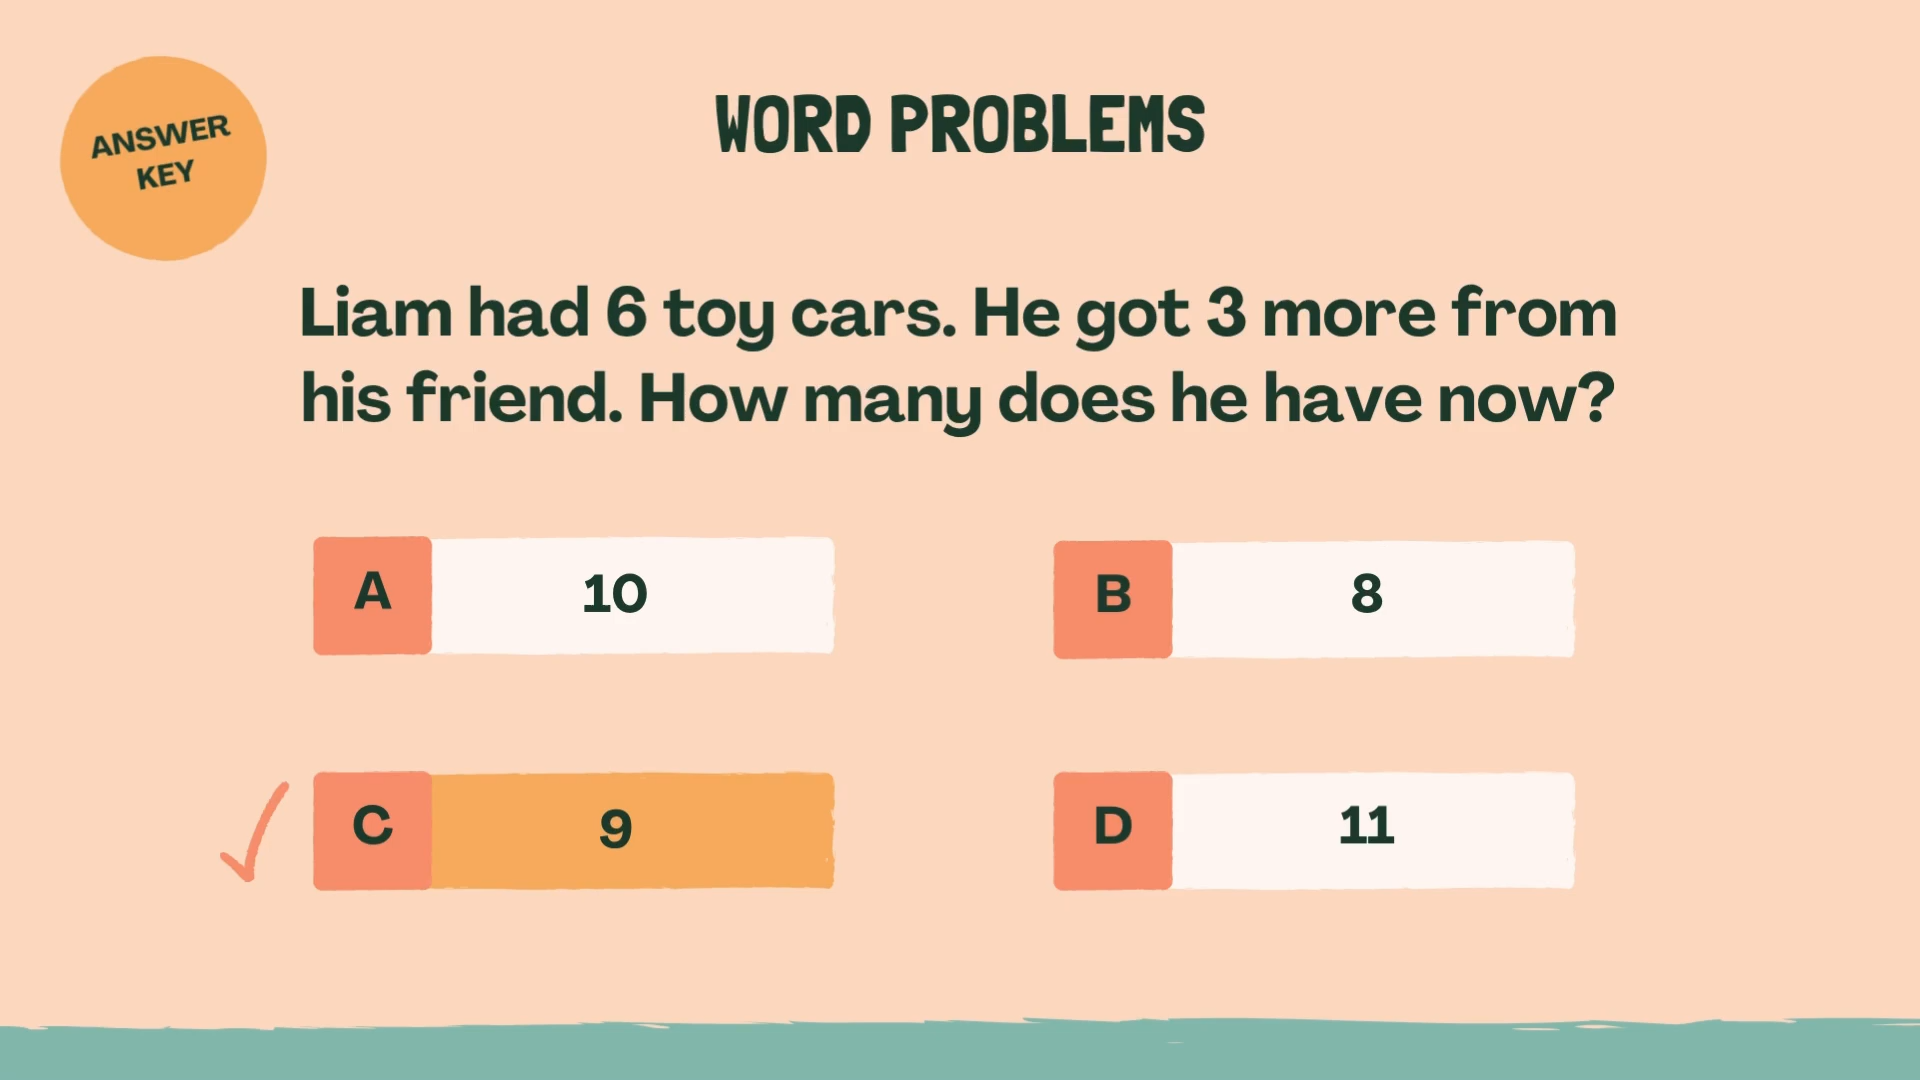 ANSWER
KEY
WORD PROBLEMS
Liam had 6 toy cars. He got 3 more from
his friend. How many does he have now?
A 10
B 8
C 9
D 11